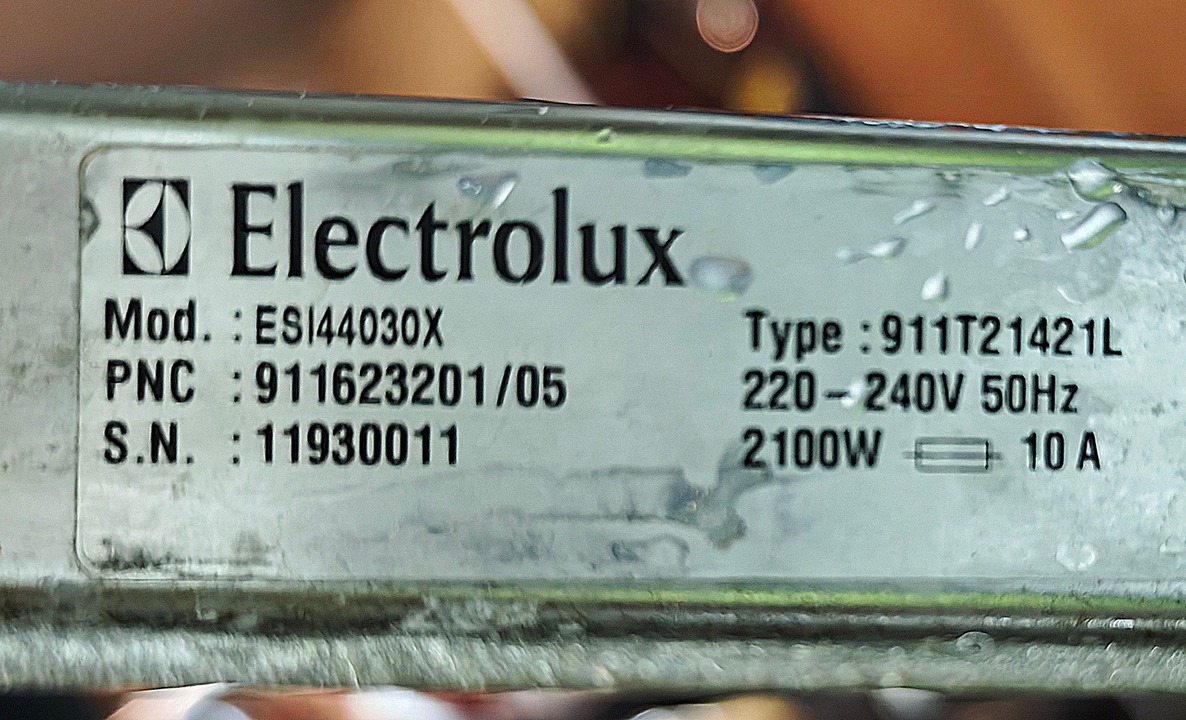 Electrolux
Mod. : ESI44030X
PNC : 911623201/05
S.N. : 11930011
Type : 911T21421L
220-240V 50Hz
2100W 10 A